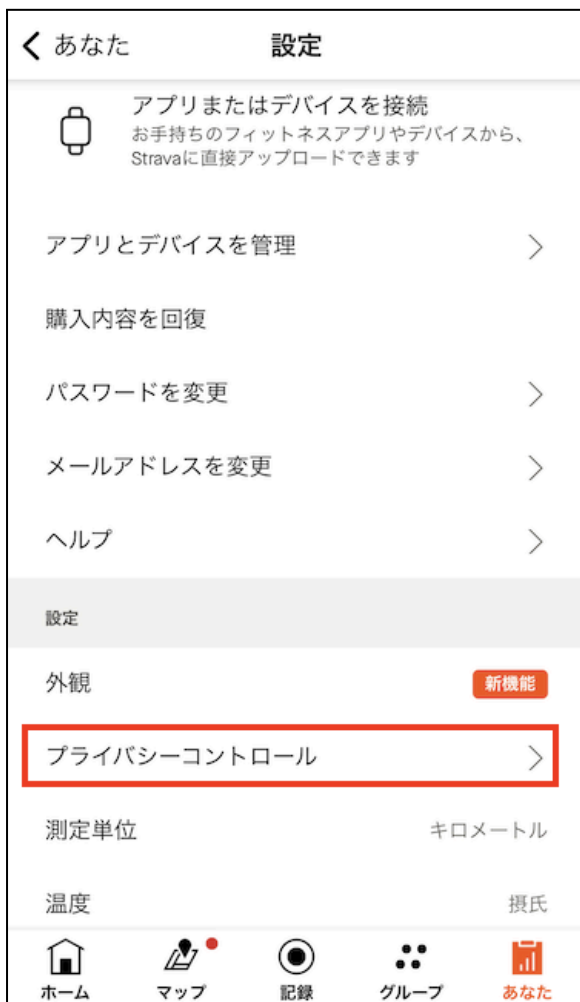 あなた
設定
アプリまたはデバイスを接続
お手持ちのフィットネスアプリやデバイスから、
Stravaに直接アップロードできます
アプリとデバイスを管理
購入内容を回復
パスワードを変更
メールアドレスを変更
ヘルプ
設定
外観
新機能
プライバシーコントロール
測定単位
キロメートル
温度
摂氏
ホーム
マップ
記録
グループ
あなた